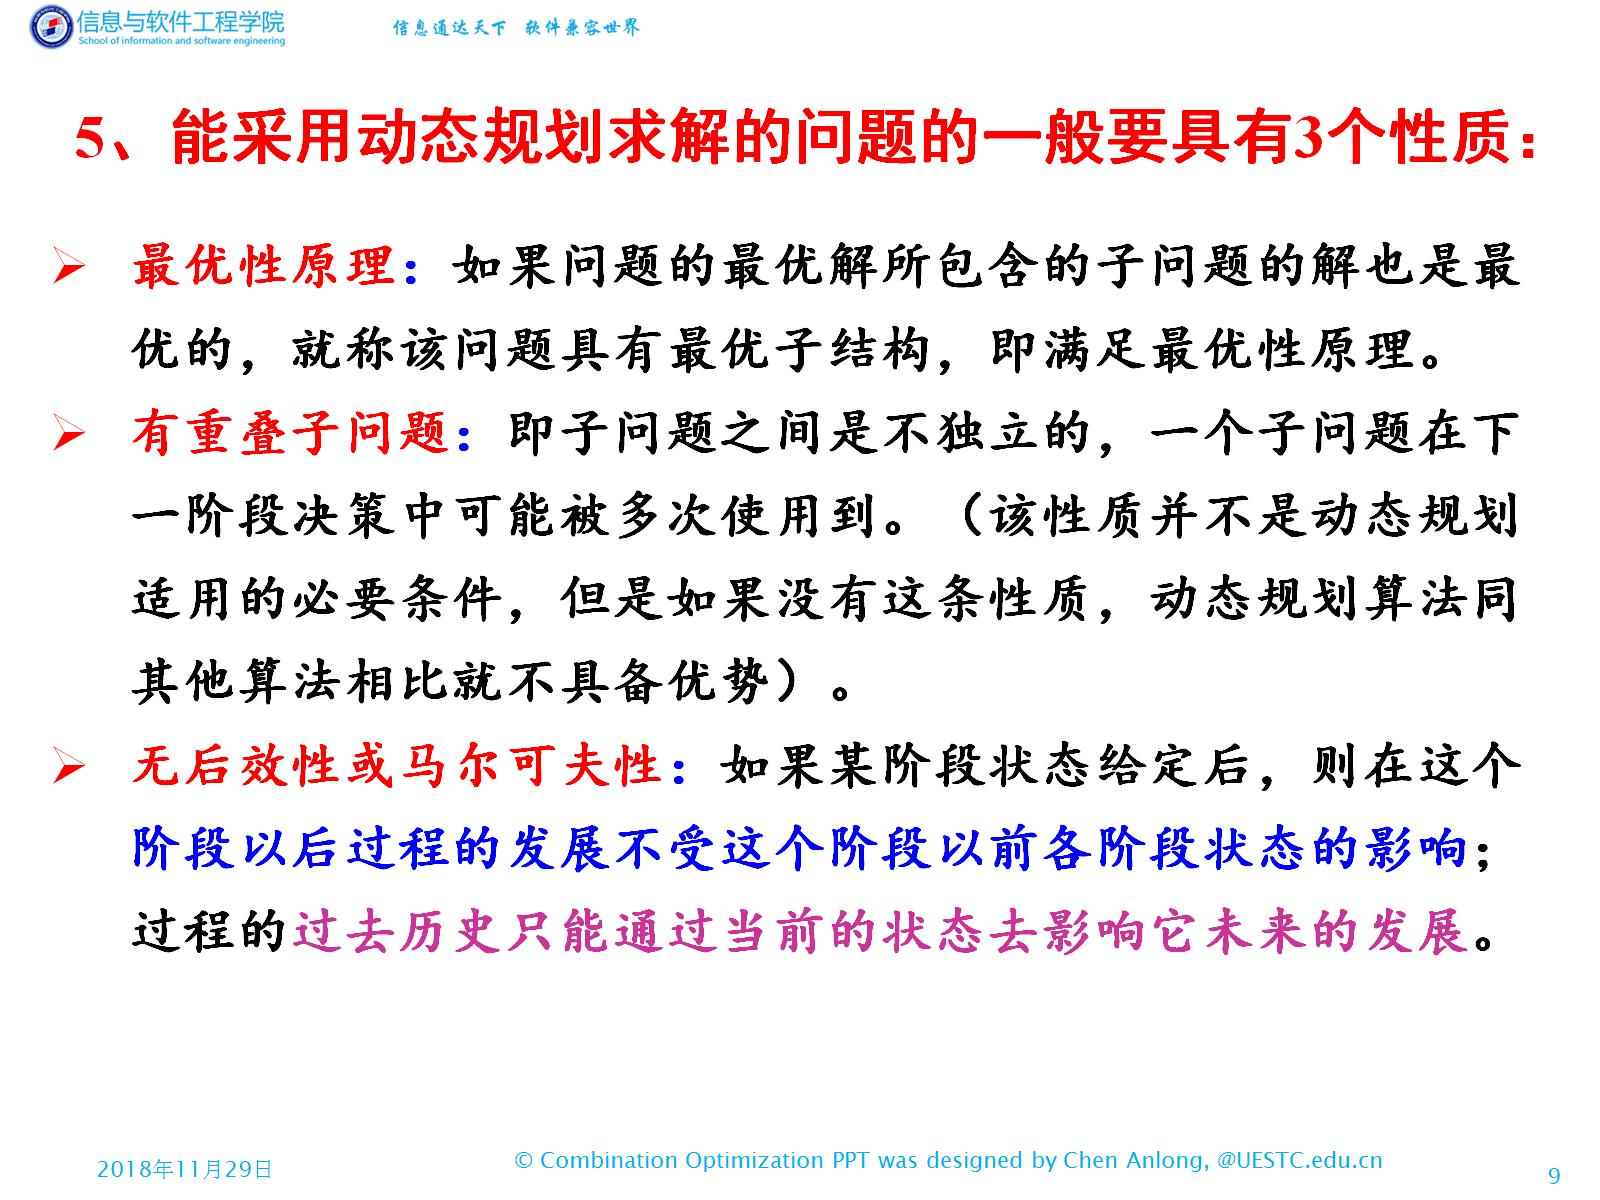 信息与软件工程学院
School of information and software engineering
信息通达天下 软件兼容世界
5、能采用动态规划求解的问题的一般要具有3个性质：
最优性原理：如果问题的最优解所包含的子问题的解也是最
优的，就称该问题具有最优子结构，即满足最优性原理。
有重叠子问题：即子问题之间是不独立的，一个子问题在下
一阶段决策中可能被多次使用到。（该性质并不是动态规划
适用的必要条件，但是如果没有这条性质，动态规划算法同
其他算法相比就不具备优势）。
无后效性或马尔可夫性：如果某阶段状态给定后，则在这个
阶段以后过程的发展不受这个阶段以前各阶段状态的影响；
过程的过去历史只能通过当前的状态去影响它未来的发展。
2018年11月29日
© Combination Optimization PPT was designed by Chen Anlong, @UESTC.edu.cn
9